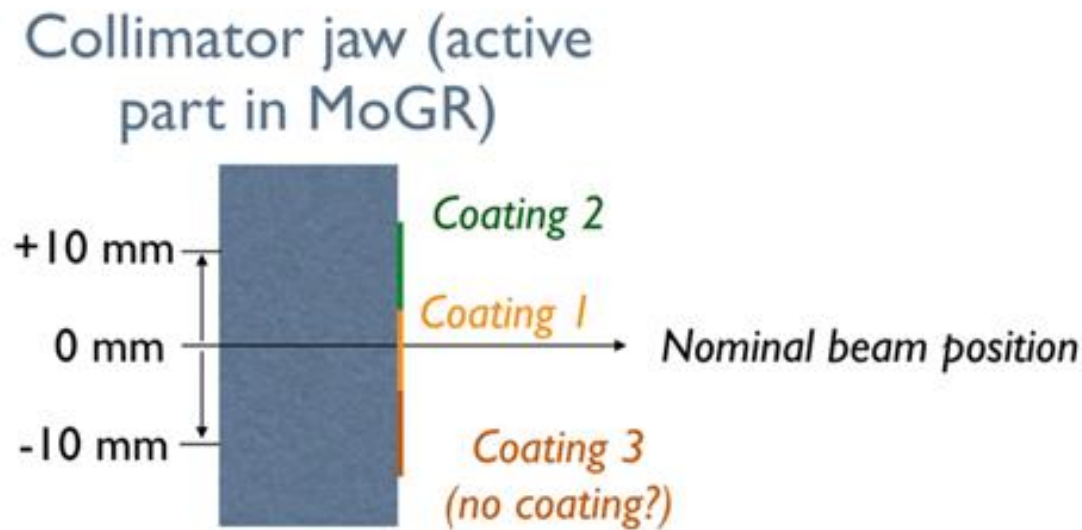 Collimator jaw (active
part in MoGR)
Coating 2
+10 mm
Coating 1
0 mm
Nominal beam position
-10 mm
Coating 3
(no coating?)